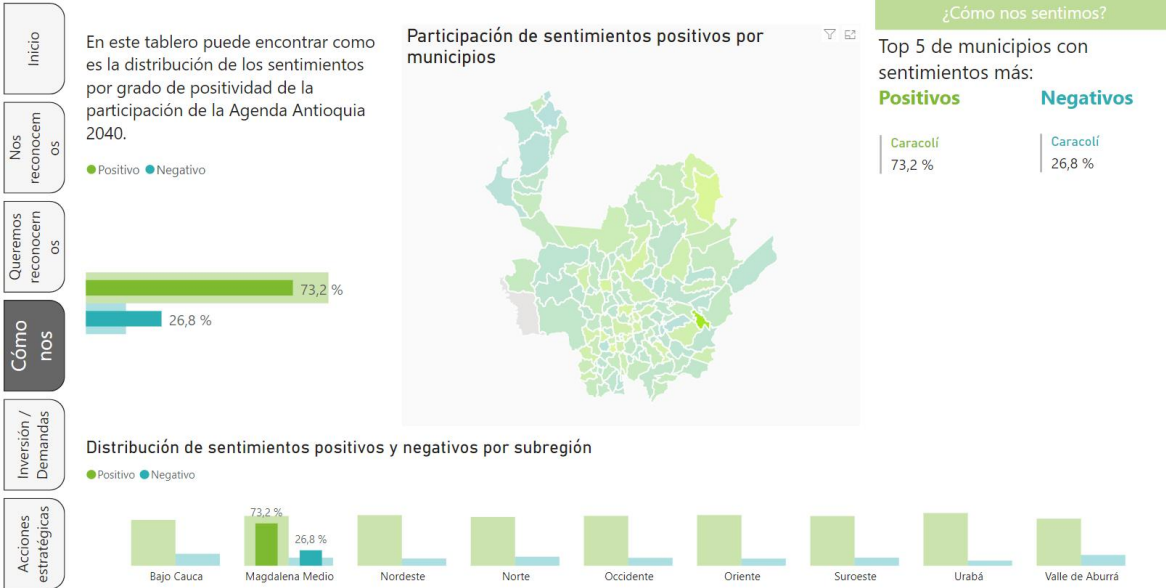 Inicio
Nos
reconocem
os
Queremos
reconocern
os
Cómo
nos
Inversión /
Demandas
Acciones
estratégicas
En este tablero puede encontrar como
es la distribución de los sentimientos
por grado de positividad de la
participación de la Agenda Antioquia
2040.
Positivo Negativo
73,2 %
26,8 %
Participación de sentimientos positivos por
municipios
¿Cómo nos sentimos?
Top 5 de municipios con
sentimientos más:
Positivos Negativos
Caracolí Caracolí
73,2 % 26,8 %
Distribución de sentimientos positivos y negativos por subregión
Positivo Negativo
73,2 %
26,8 %
Bajo Cauca Magdalena Medio Nordeste Norte Occidente Oriente Suroeste Urabá Valle de Aburrá